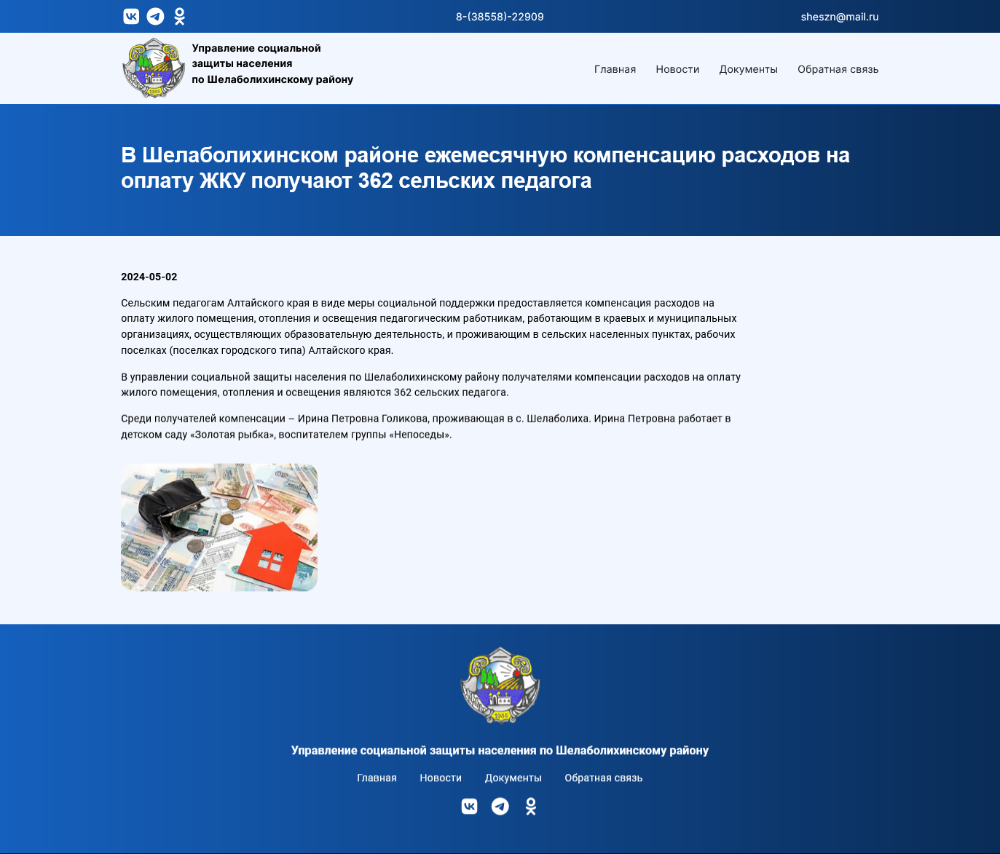 8-(38558)-22909
sheszn@mail.ru
Управление социальной
защиты населения
по Шелаболихинскому району
Главная
Новости
Документы
Обратная связь
1985
В Шелаболихинском районе ежемесячную компенсацию расходов на
оплату ЖКУ получают 362 сельских педагога
2024-05-02
Сельским педагогам Алтайского края в виде меры социальной поддержки предоставляется компенсация расходов на
оплату жилого помещения, отопления и освещения педагогическим работникам, работающим в краевых и муниципальных
организациях, осуществляющих образовательную деятельность, и проживающим в сельских населенных пунктах, рабочих
поселках (поселках городского типа) Алтайского края.
В управлении социальной защиты населения по Шелаболихинскому району получателями компенсации расходов на оплату
жилого помещения, отопления и освещения являются 362 сельских педагога.
Среди получателей компенсации – Ирина Петровна Голикова, проживающая в с. Шелаболиха. Ирина Петровна работает в
детском саду «Золотая рыбка», воспитателем группы «Непоседы».
1985
Управление социальной защиты населения по Шелаболихинскому району
Главная
Новости
Документы
Обратная связь